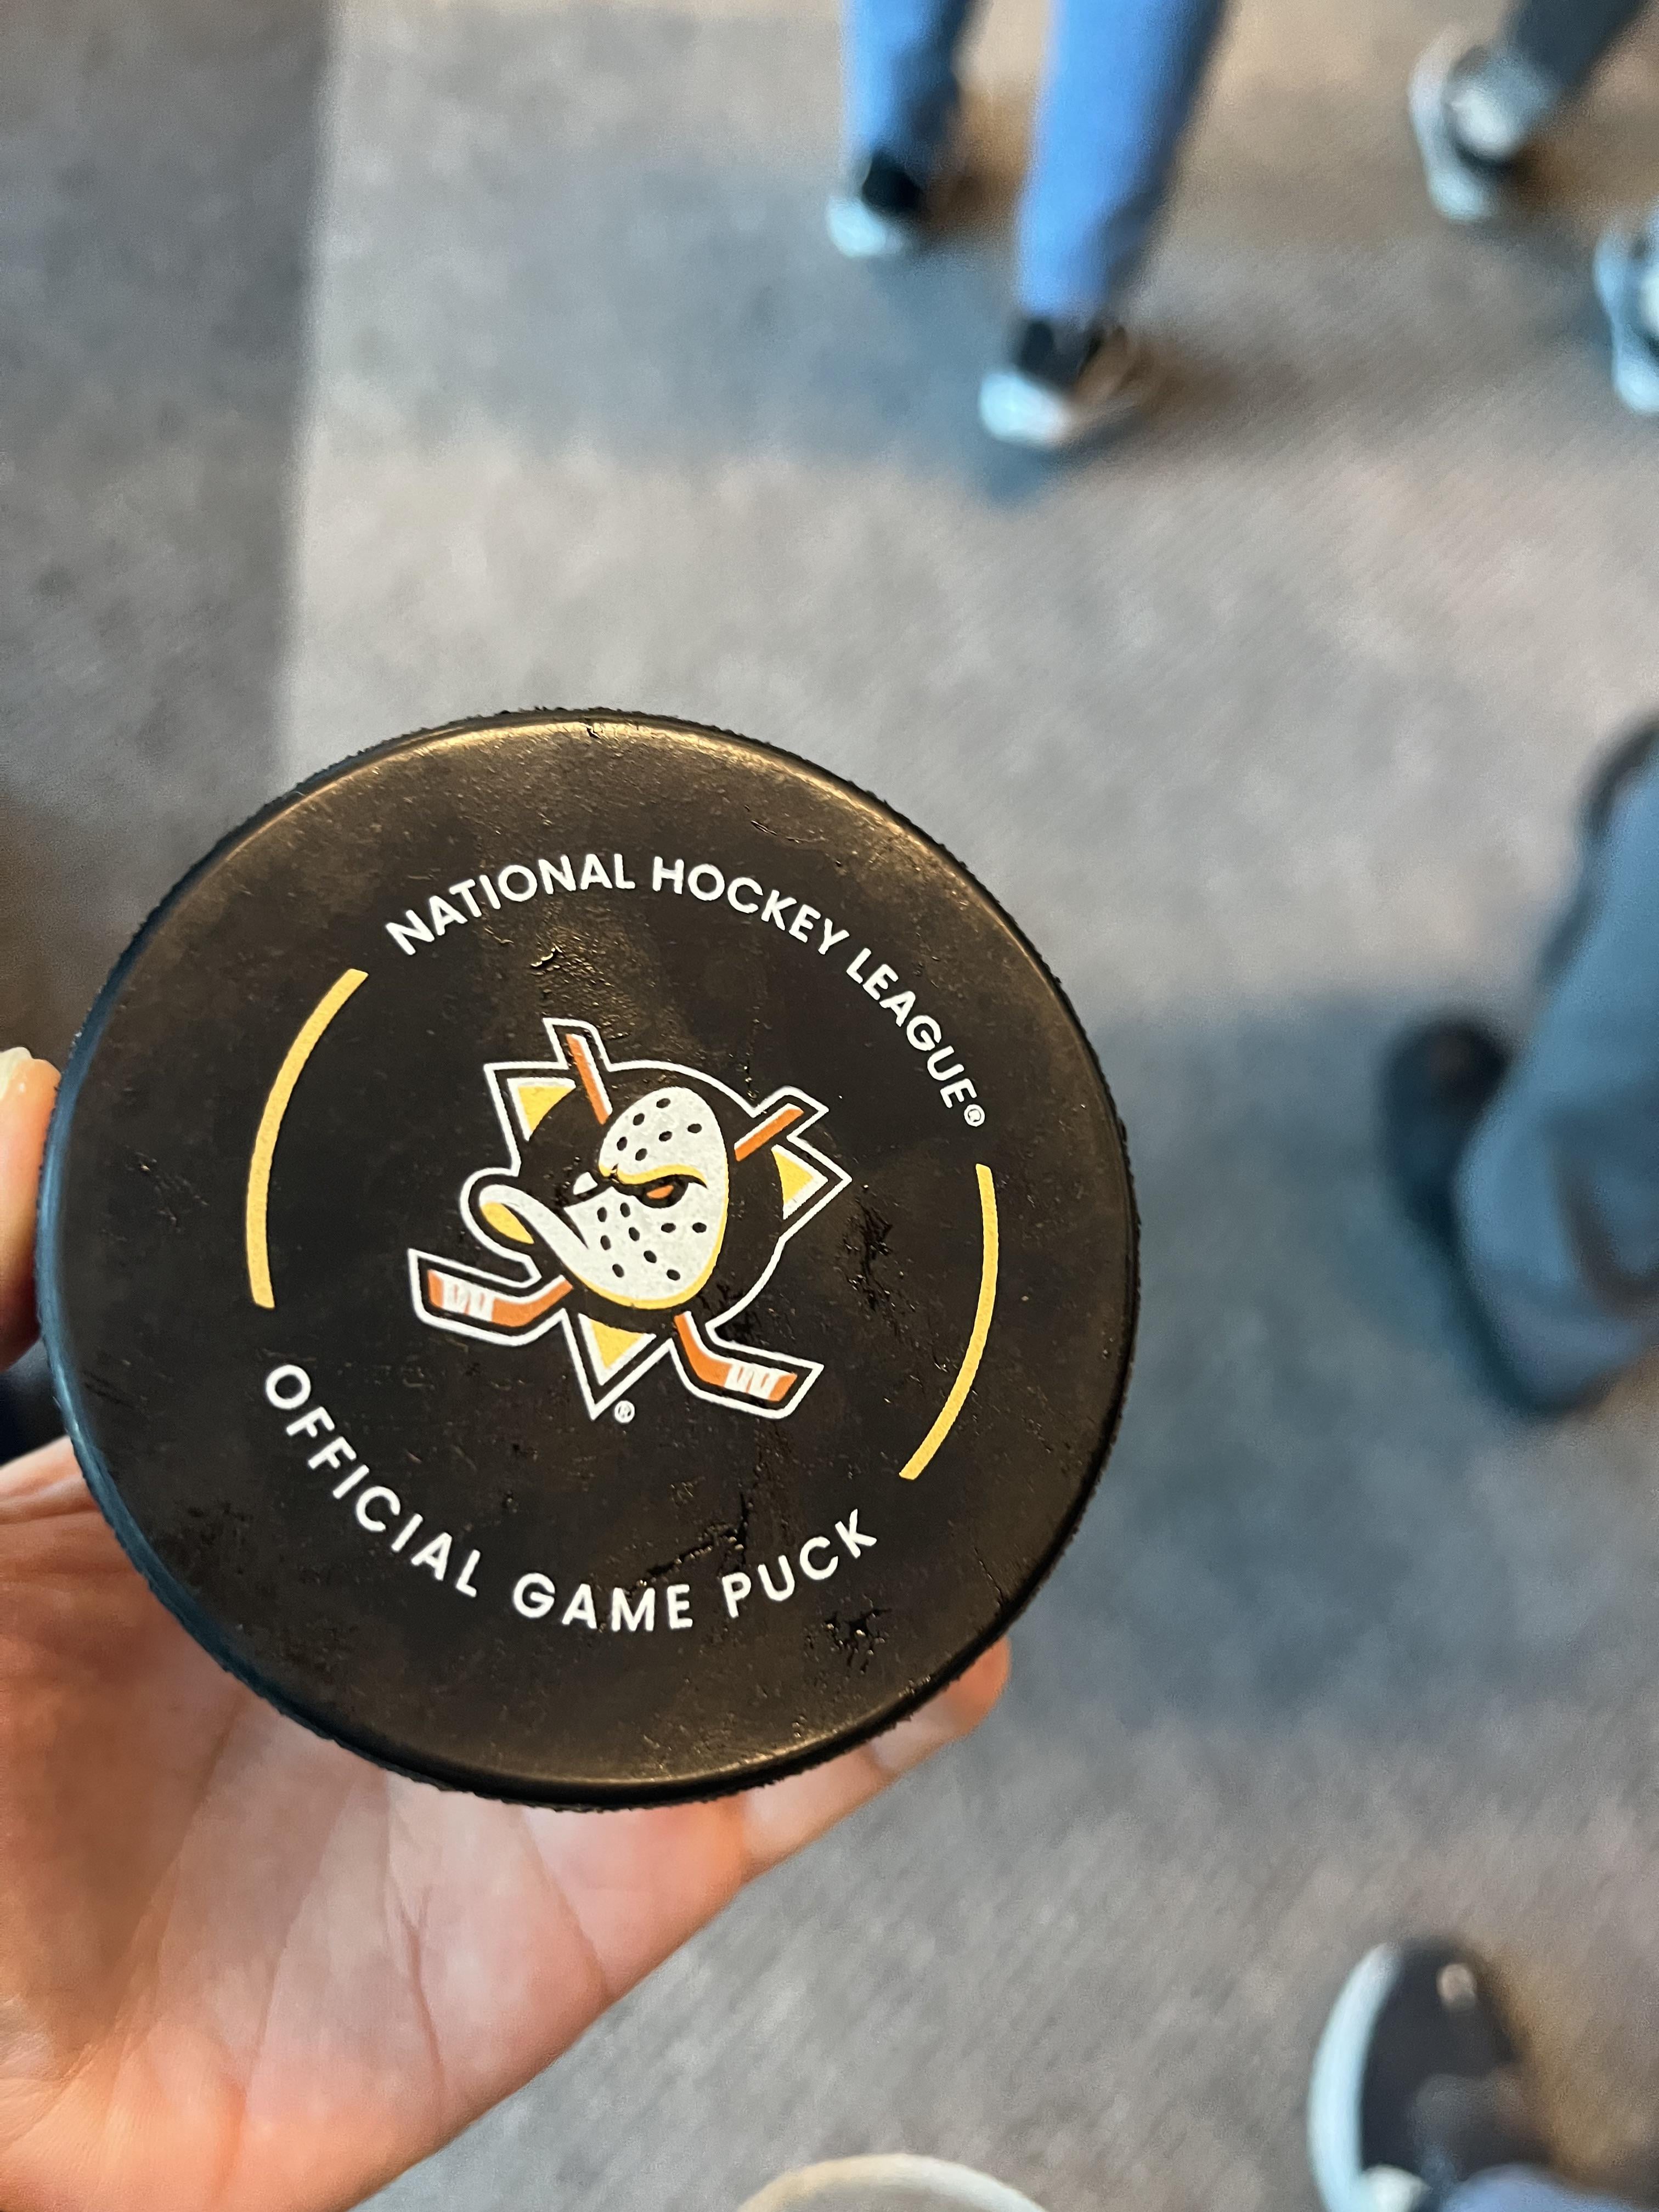 NATIONAL HOCKEY LEAGUE®
®
OFFICIAL GAME PUCK